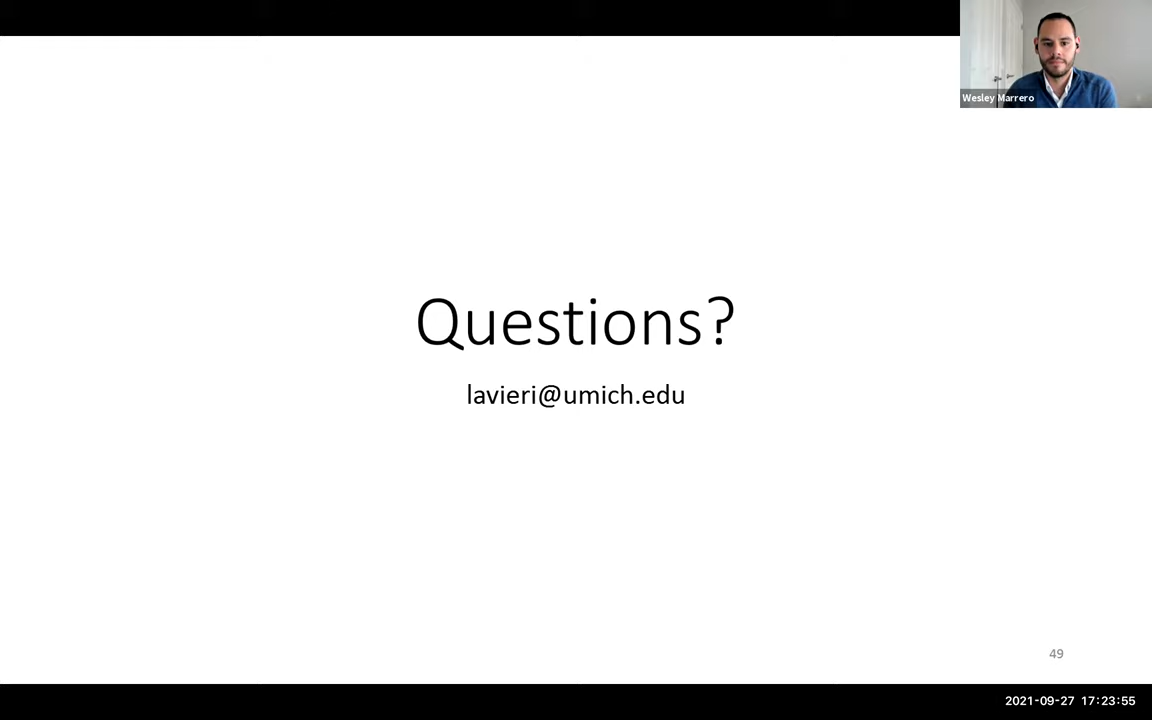 Wesley Marrero
Questions?
lavieri@umich.edu
49
2021-09-27 17:23:55